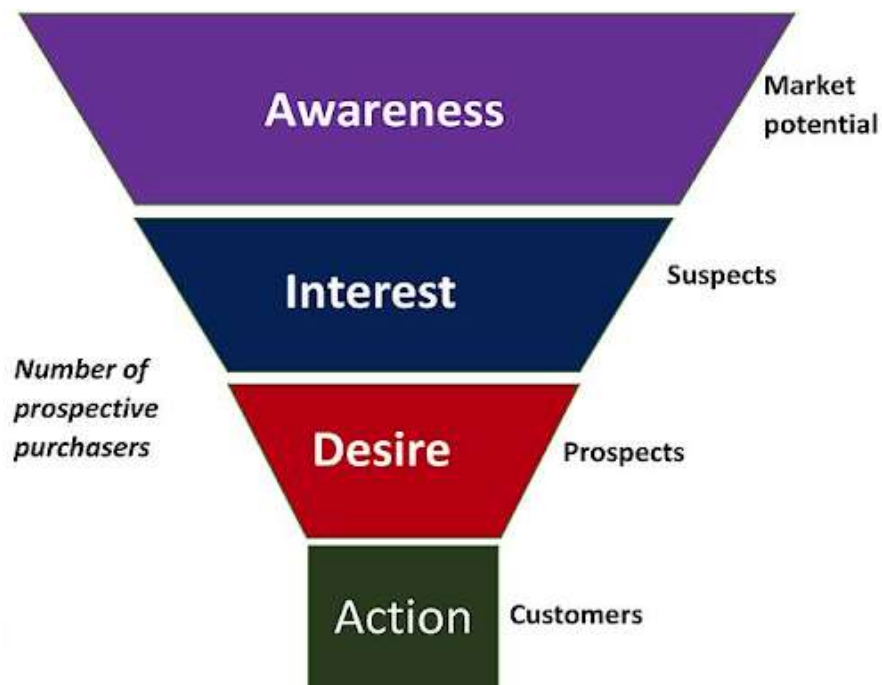 Awareness
Market
potential
Interest
Suspects
Number of
prospective
purchasers
Desire
Prospects
Action
Customers